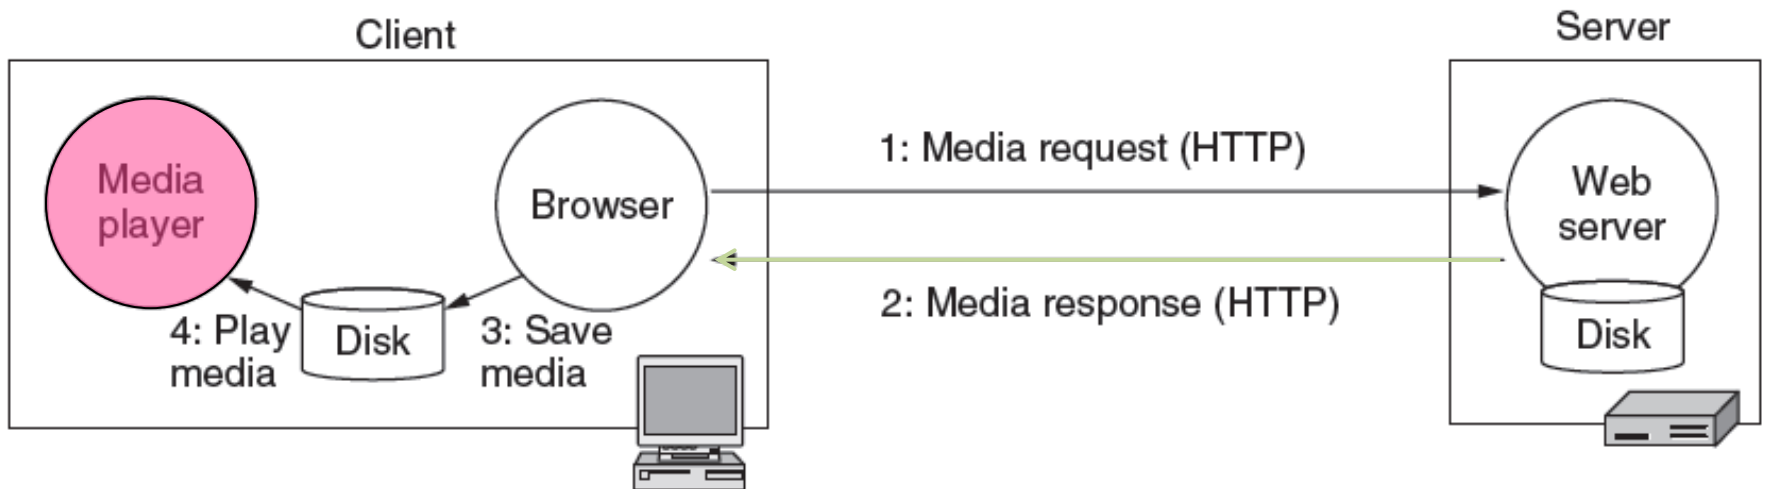 Client
Server
Media
player
Browser
1: Media request (HTTP)
Web
server
2: Media response (HTTP)
4: Play
media
Disk
3: Save
media
Disk